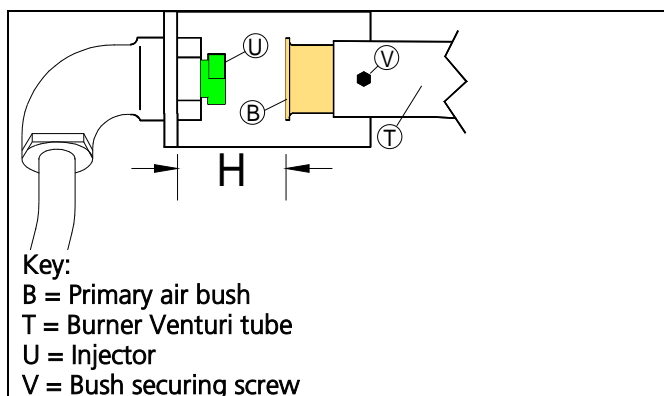 U
V
B
T
H
Key:
B = Primary air bush
T = Burner Venturi tube
U = Injector
V = Bush securing screw